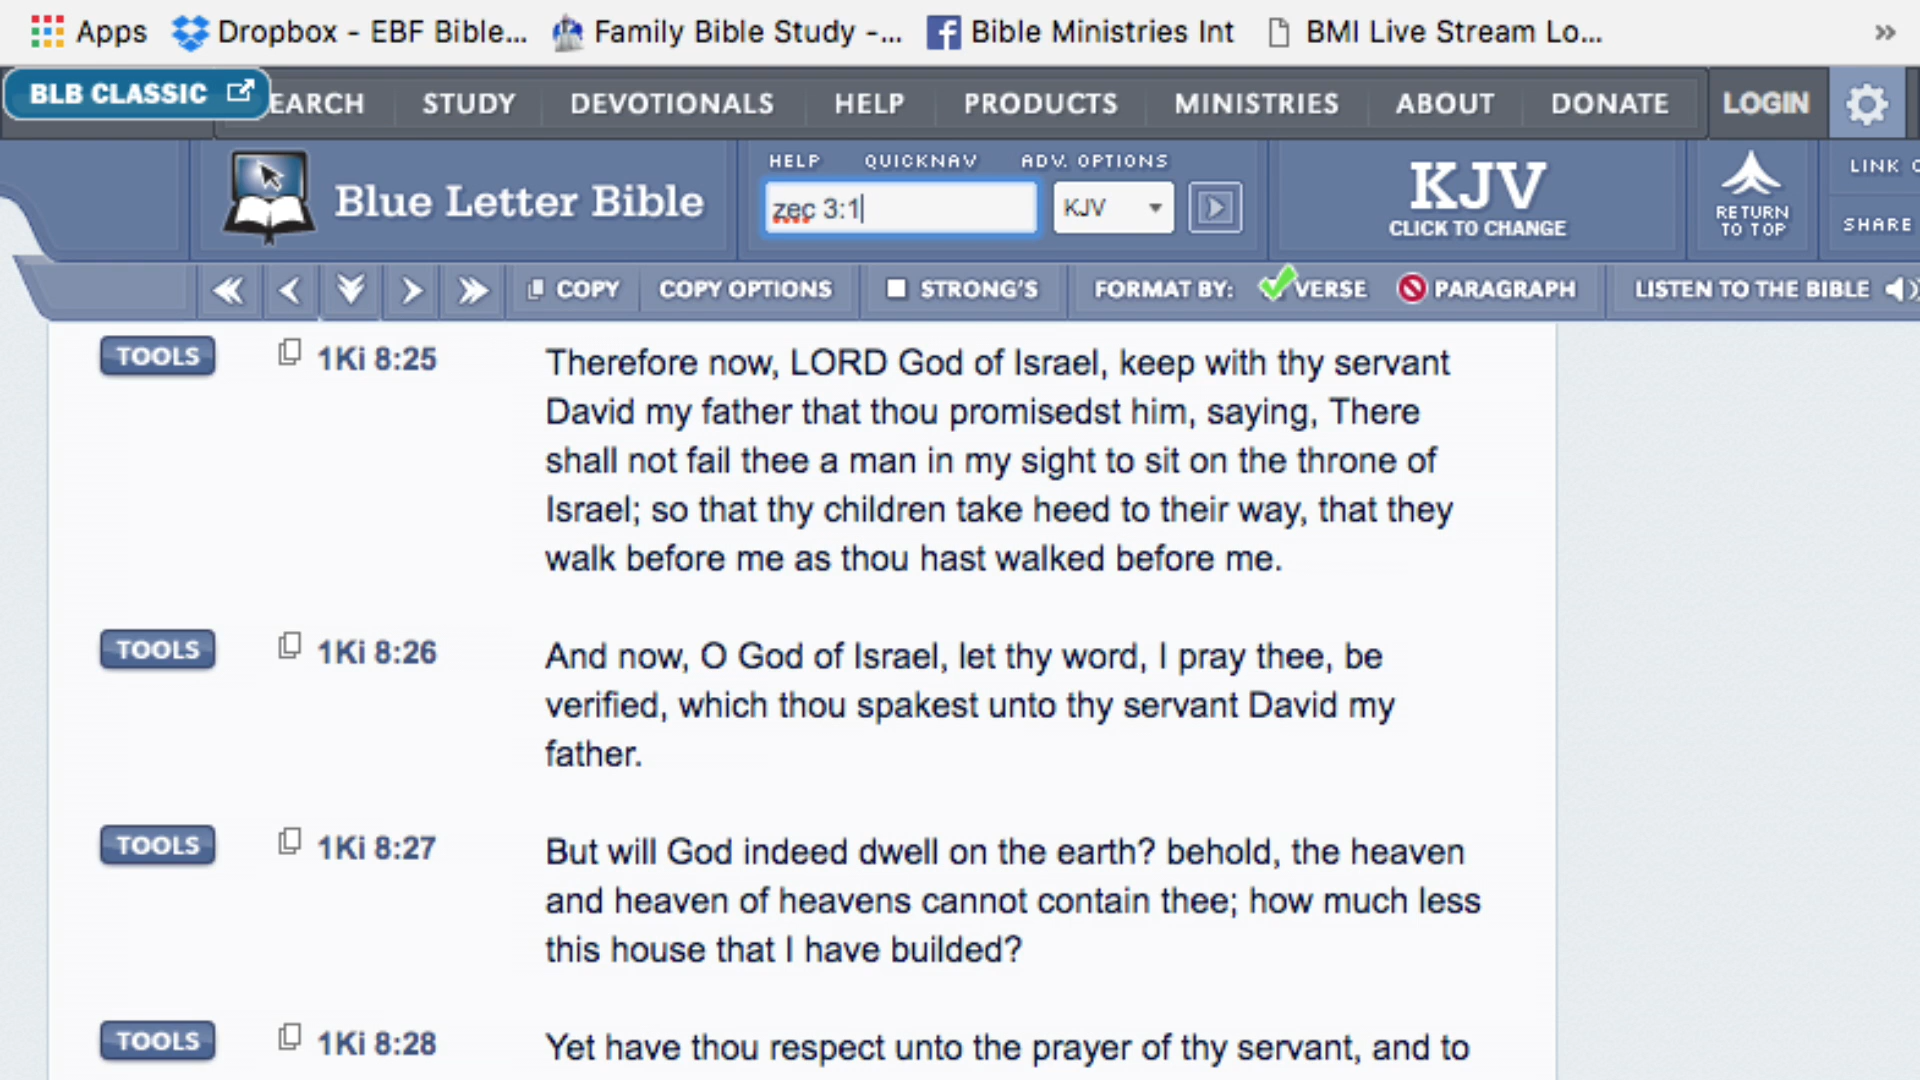 Apps Dropbox - EBF Bible... Family Bible Study -... Bible Ministries Int BMI Live Stream Lo... »
BLB CLASSIC EARCH STUDY DEVOTIONALS HELP PRODUCTS MINISTRIES ABOUT DONATE LOGIN
HELP QUICKNAV ADV. OPTIONS
Blue Letter Bible
zec 3:1
KJV
KJV
CLICK TO CHANGE
RETURN
TO TOP
LINK
SHARE
COPY COPY OPTIONS STRONG'S FORMAT BY: VERSE PARAGRAPH LISTEN TO THE BIBLE
TOOLS 1Ki 8:25 Therefore now, LORD God of Israel, keep with thy servant
David my father that thou promisedst him, saying, There
shall not fail thee a man in my sight to sit on the throne of
Israel; so that thy children take heed to their way, that they
walk before me as thou hast walked before me.
TOOLS 1Ki 8:26 And now, O God of Israel, let thy word, I pray thee, be
verified, which thou spakest unto thy servant David my
father.
TOOLS 1Ki 8:27 But will God indeed dwell on the earth? behold, the heaven
and heaven of heavens cannot contain thee; how much less
this house that I have builded?
TOOLS 1Ki 8:28 Yet have thou respect unto the prayer of thy servant, and to